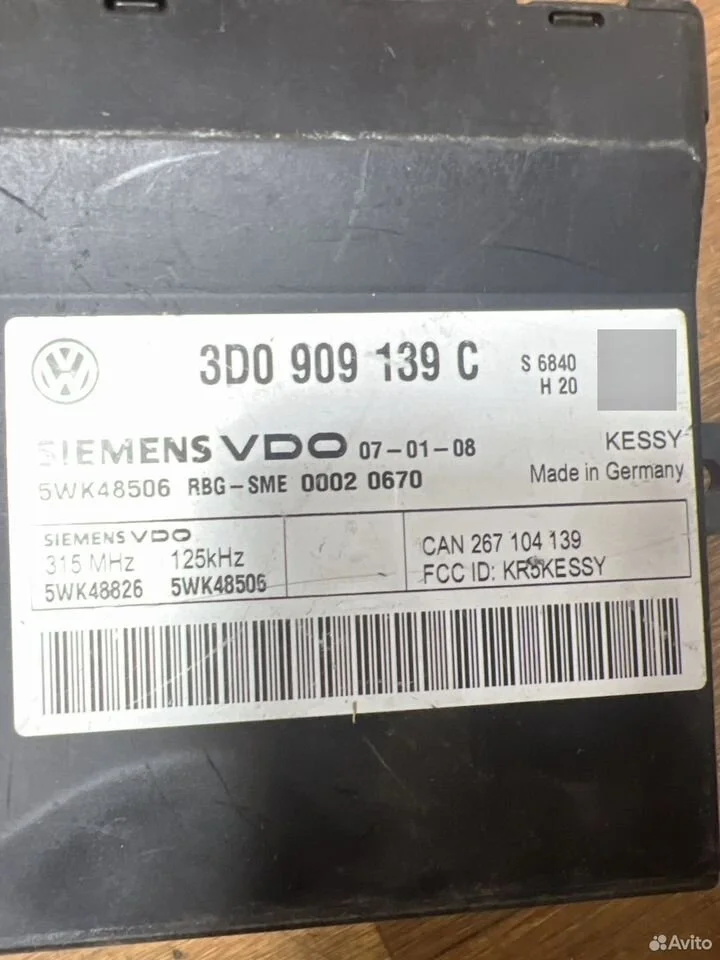 3D0 909 139 C
S 6840
H 20
SIEMENS VDO 07-01-08
KESSY
5WK48506 RBG-SME 0002 0670
Made in Germany
SIEMENS VDO
315 MHz 125kHz
5WK48826 5WK48506
CAN 267 104 139
FCC ID: KR5KESSY
Avito